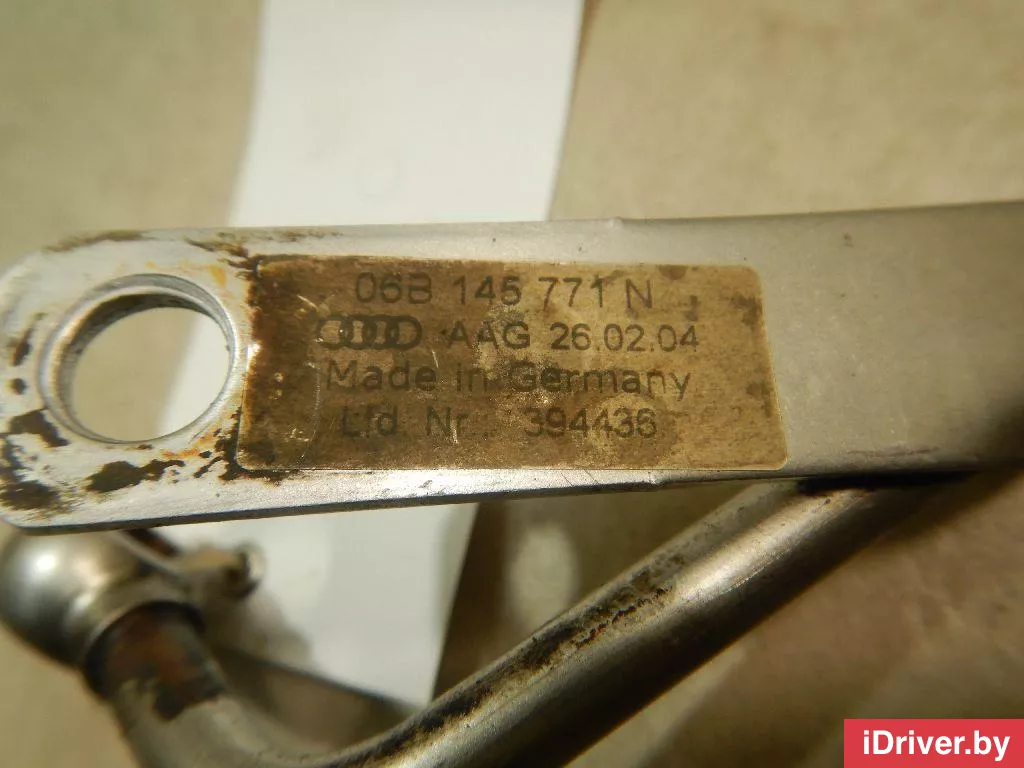 06B 145 771 N
AAG 26.02.04
Made in Germany
Lfd. Nr.: 394436
iDriver.by